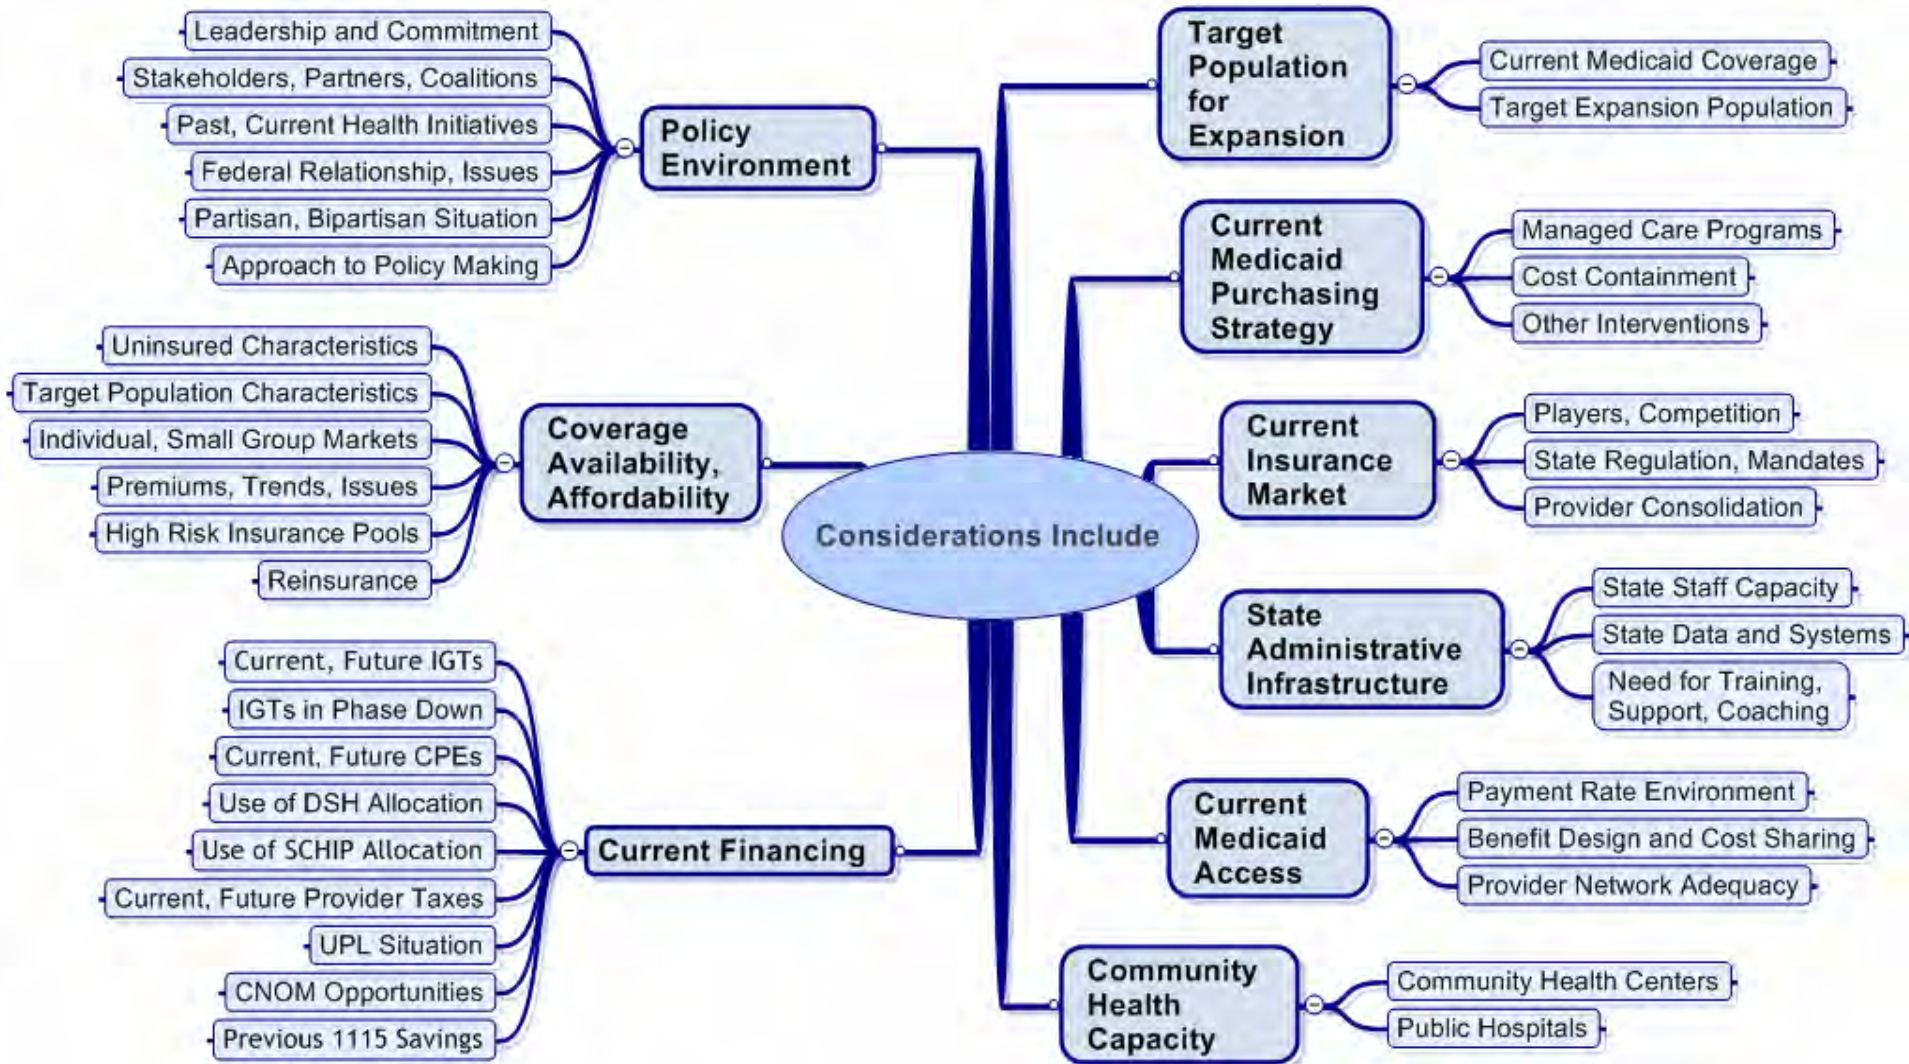 Leadership and Commitment
Stakeholders, Partners, Coalitions
Past, Current Health Initiatives
Federal Relationship, Issues
Partisan, Bipartisan Situation
Approach to Policy Making
Policy
Environment
Uninsured Characteristics
Target Population Characteristics
Individual, Small Group Markets
Premiums, Trends, Issues
High Risk Insurance Pools
Reinsurance
Coverage
Availability,
Affordability
Current, Future IGTs
IGTs in Phase Down
Current, Future CPEs
Use of DSH Allocation
Use of SCHIP Allocation
Current, Future Provider Taxes
UPL Situation
CNOM Opportunities
Previous 1115 Savings
Current Financing
Considerations Include
Target
Population
for
Expansion
Current Medicaid Coverage
Target Expansion Population
Current
Medicaid
Purchasing
Strategy
Managed Care Programs
Cost Containment
Other Interventions
Current
Insurance
Market
Players, Competition
State Regulation, Mandates
Provider Consolidation
State
Administrative
Infrastructure
State Staff Capacity
State Data and Systems
Need for Training,
Support, Coaching
Current
Medicaid
Access
Payment Rate Environment
Benefit Design and Cost Sharing
Provider Network Adequacy
Community
Health
Capacity
Community Health Centers
Public Hospitals